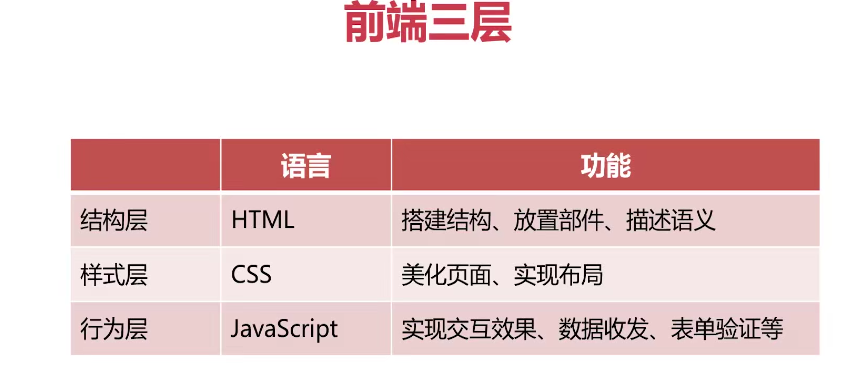 前端三层
语言 功能
结构层 HTML 搭建结构、放置部件、描述语义
样式层 CSS 美化页面、实现布局
行为层 JavaScript 实现交互效果、数据收发、表单验证等